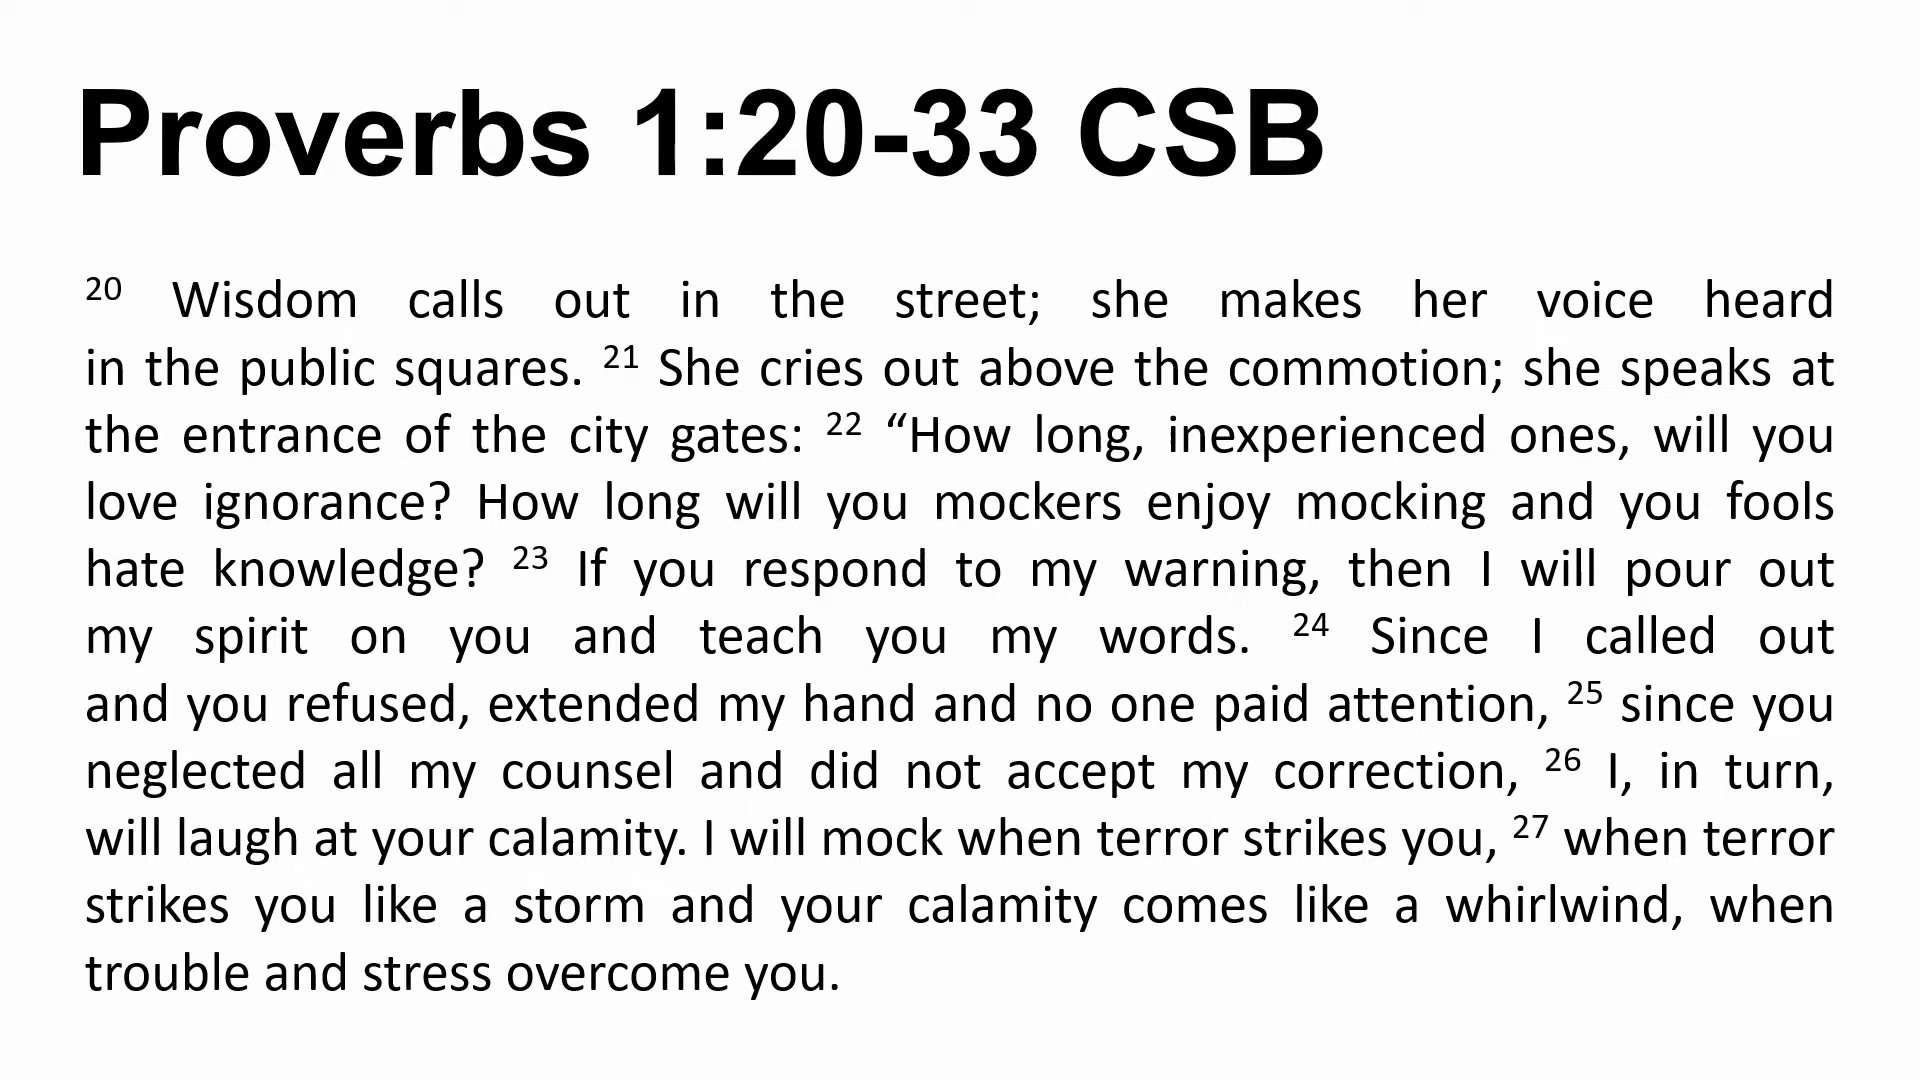 Proverbs 1:20-33 CSB
20 Wisdom calls out in the street; she makes her voice heard
in the public squares. 21 She cries out above the commotion; she speaks at
the entrance of the city gates: 22 “How long, inexperienced ones, will you
love ignorance? How long will you mockers enjoy mocking and you fools
hate knowledge? 23 If you respond to my warning, then I will pour out
my spirit on you and teach you my words. 24 Since I called out
and you refused, extended my hand and no one paid attention, 25 since you
neglected all my counsel and did not accept my correction, 26 I, in turn,
will laugh at your calamity. I will mock when terror strikes you, 27 when terror
strikes you like a storm and your calamity comes like a whirlwind, when
trouble and stress overcome you.